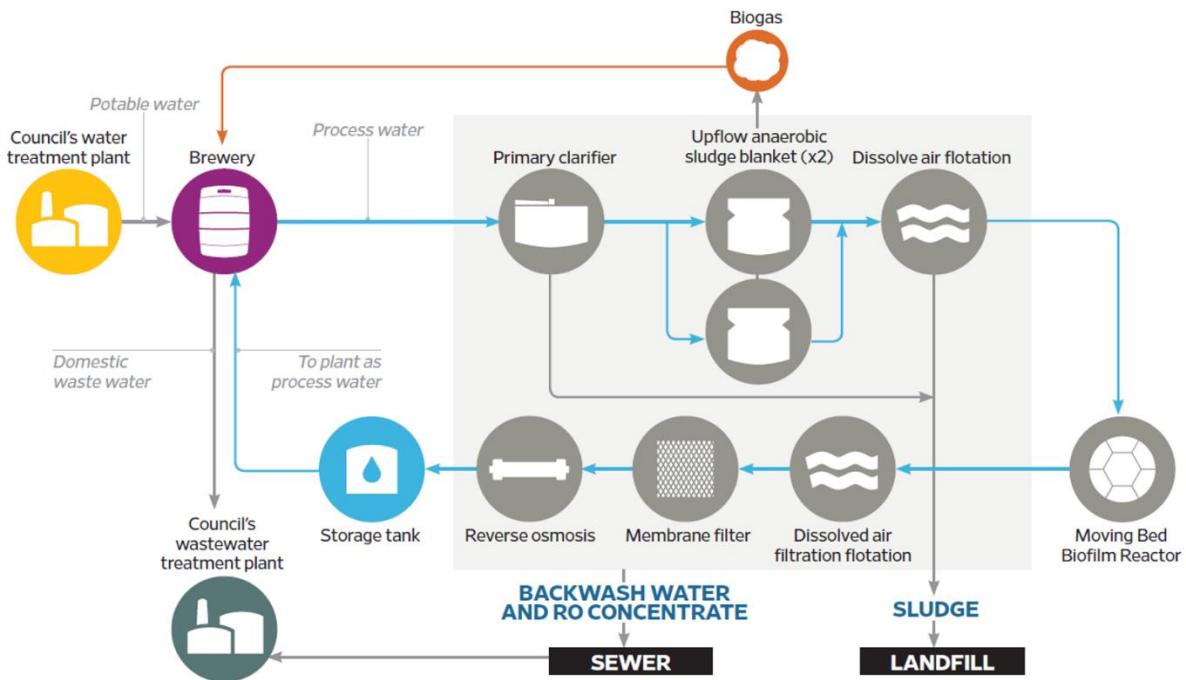 Biogas
Potable water
Council's water
treatment plant
Brewery
Process water
Primary clarifier
Upflow anaerobic
sludge blanket (x2)
Dissolve air flotation
Domestic
waste water
To plant as
process water
Storage tank
Reverse osmosis
Membrane filter
Dissolved air
filtration flotation
Moving Bed
Biofilm Reactor
Council's
wastewater
treatment plant
BACKWASH WATER
AND RO CONCENTRATE
SLUDGE
SEWER
LANDFILL